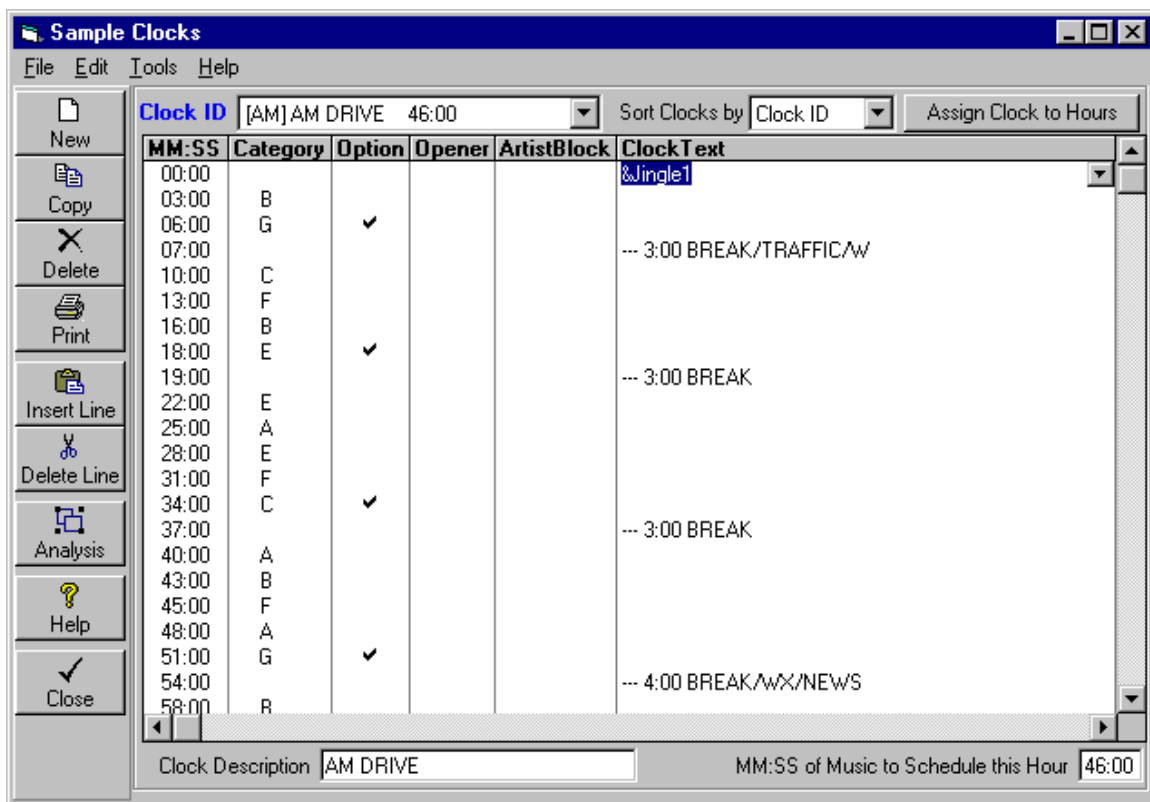 Sample Clocks
File Edit Tools Help
New
Copy
Delete
Print
Insert Line
Delete Line
Analysis
Help
Close
Clock ID [AM] AM DRIVE 46:00 Sort Clocks by Clock ID Assign Clock to Hours
MM:SS Category Option Opener ArtistBlock ClockText
00:00 &Jingle1
03:00 B
06:00 G ✔
07:00 --- 3:00 BREAK/TRAFFIC/W
10:00 C
13:00 F
16:00 B
18:00 E ✔
19:00 --- 3:00 BREAK
22:00 E
25:00 A
28:00 E
31:00 F
34:00 C ✔
37:00 --- 3:00 BREAK
40:00 A
43:00 B
45:00 F
48:00 A
51:00 G ✔
54:00 --- 4:00 BREAK/WX/NEWS
58:00 B
Clock Description AM DRIVE MM:SS of Music to Schedule this Hour 46:00